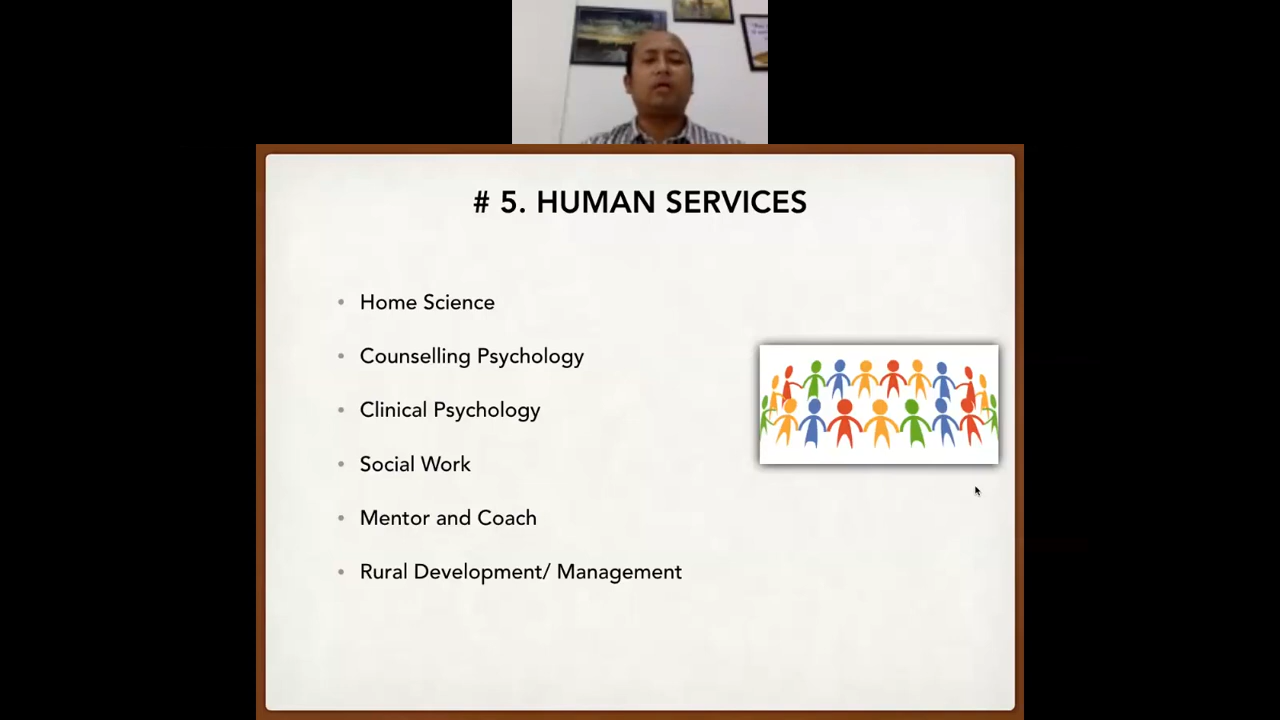 # 5. HUMAN SERVICES
Home Science
Counselling Psychology
Clinical Psychology
Social Work
Mentor and Coach
Rural Development/ Management